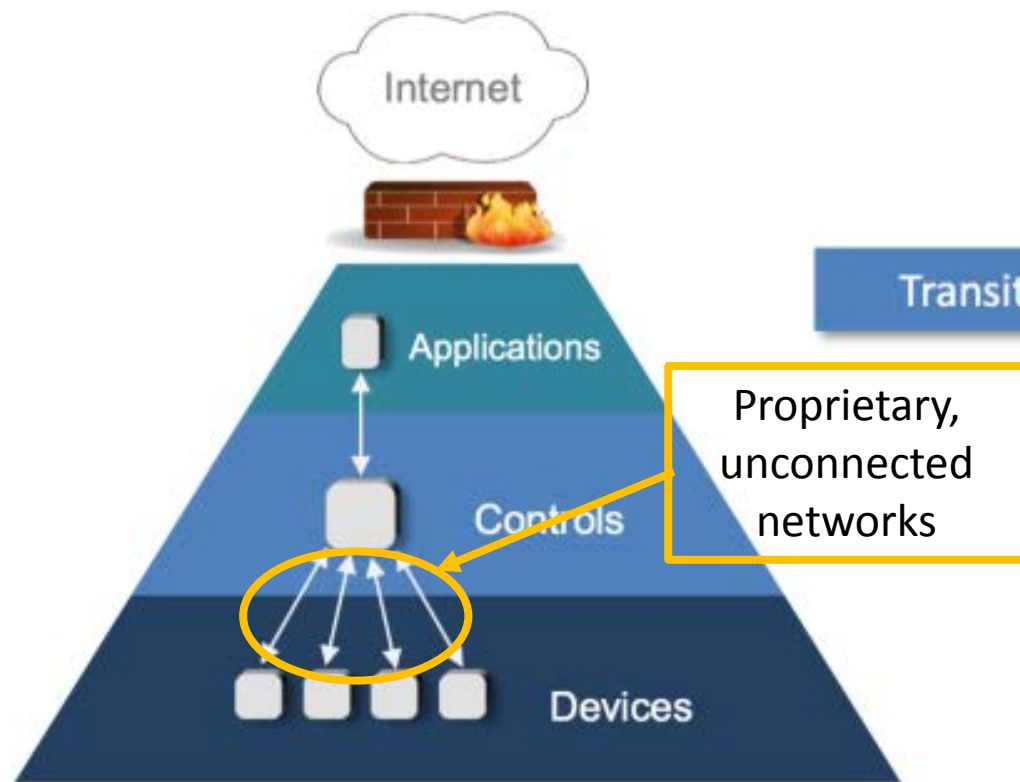 Internet
Applications
Transit
Proprietary,
unconnected
networks
Controls
Devices